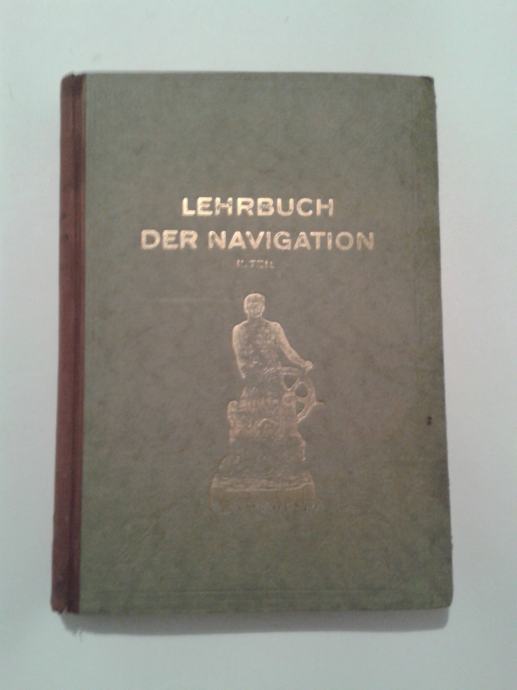 LEHRBUCH
DER NAVIGATION
II. TEIL